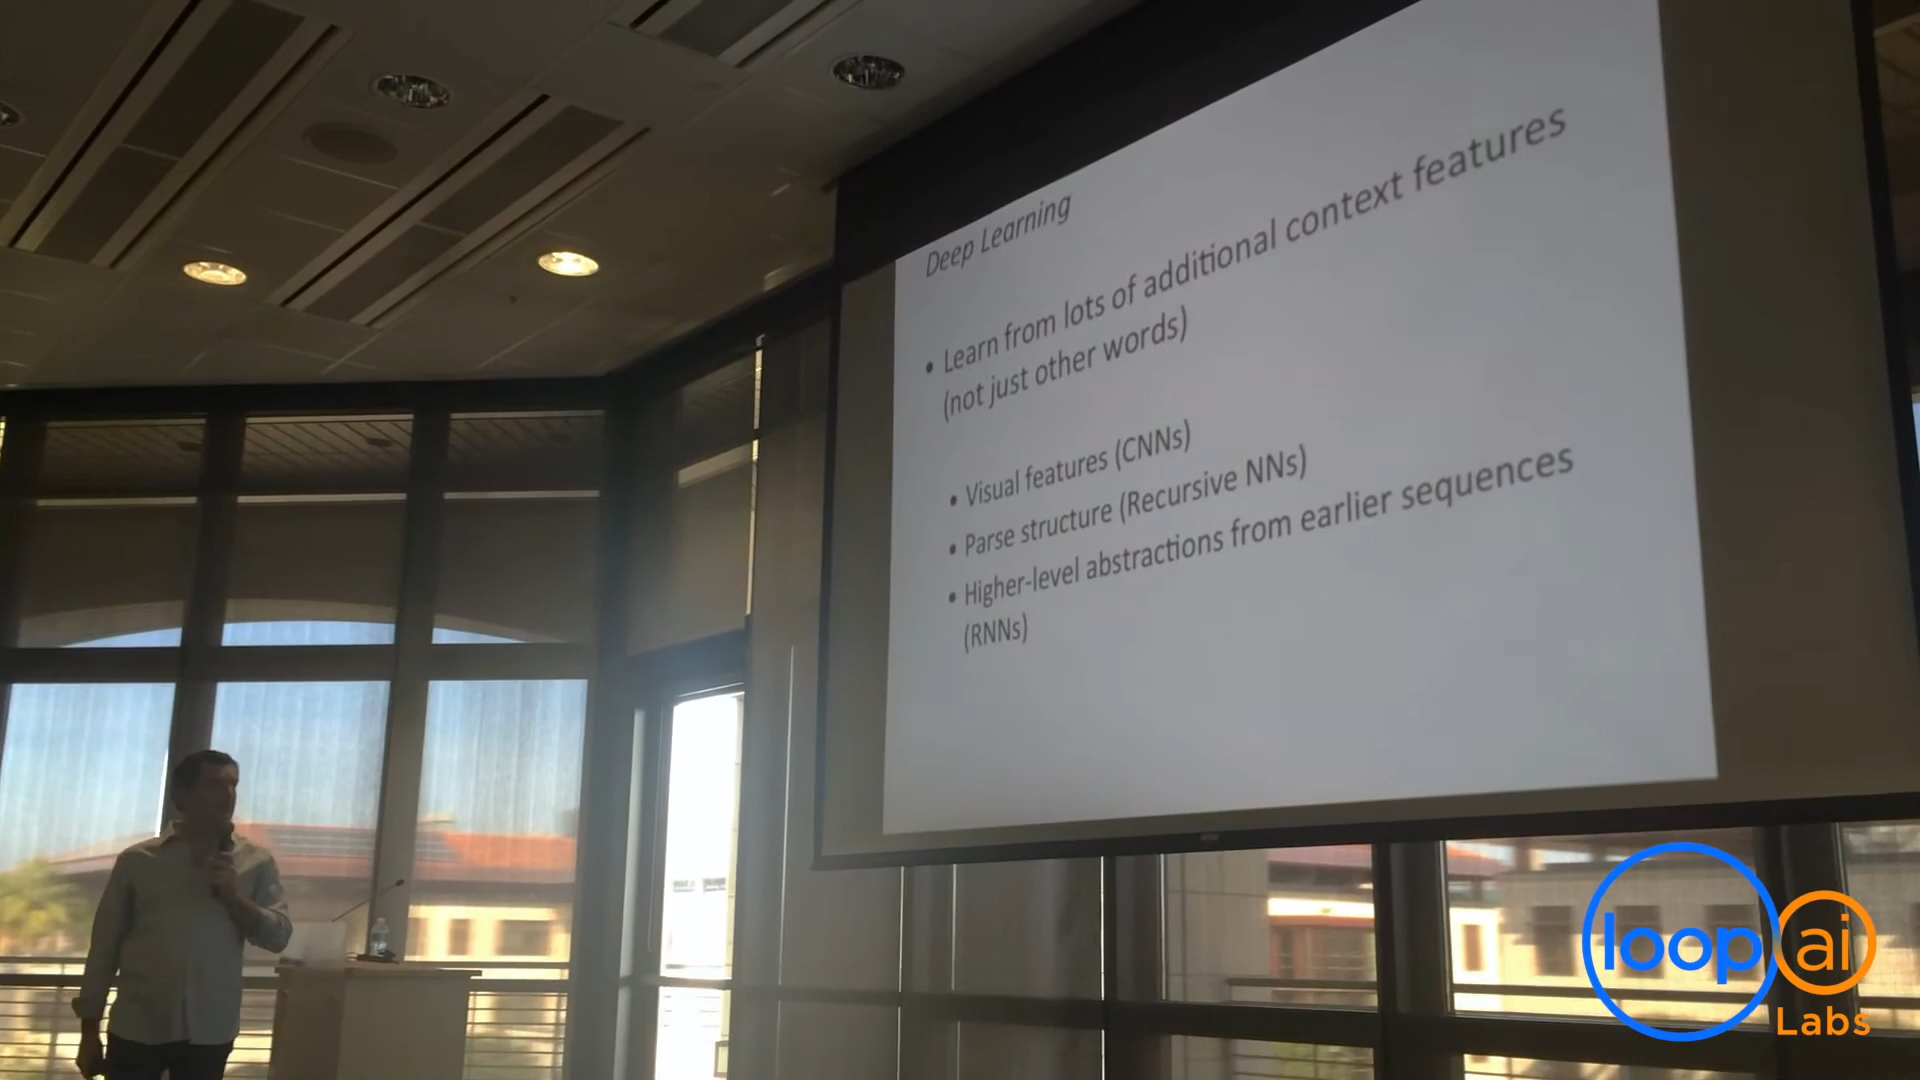 Deep Learning
• Learn from lots of additional context features
(not just other words)
• Visual features (CNNs)
• Parse structure (Recursive NNs)
• Higher-level abstractions from earlier sequences
(RNNs)
loop ai
Labs